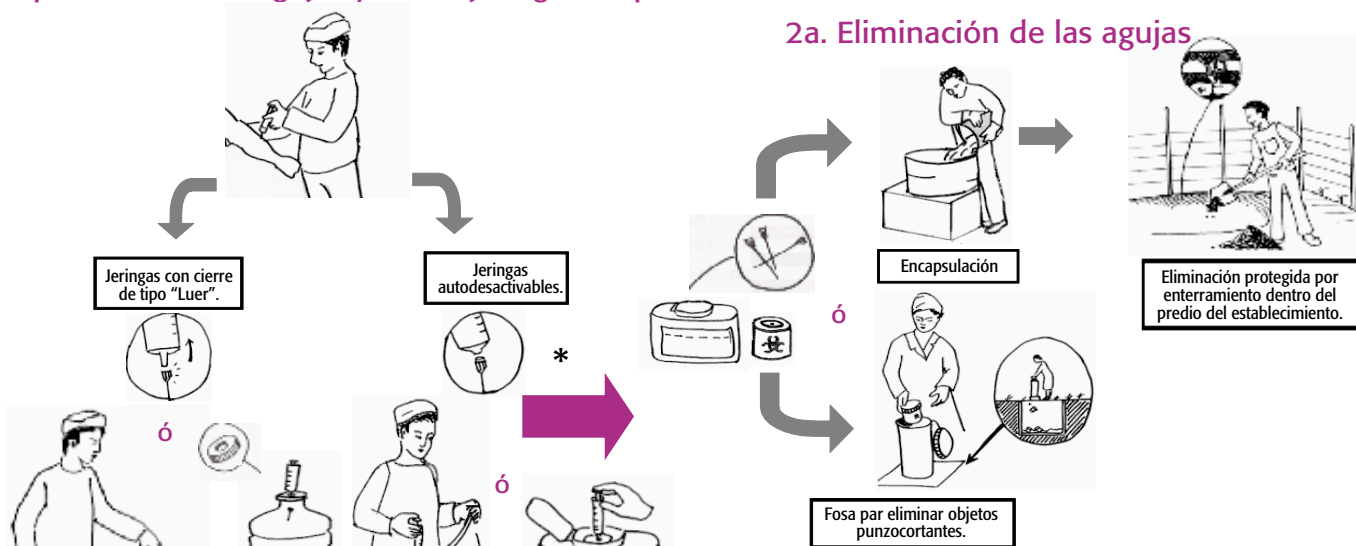 2a. Eliminación de las agujas
Jeringas con cierre
de tipo “Luer”.
Jeringas
autodesactivables.
*
ó
ó
ó
Encapsulación
Eliminación protegida por
enterramiento dentro del
predio del establecimiento.
Fosa par eliminar objetos
punzocortantes.